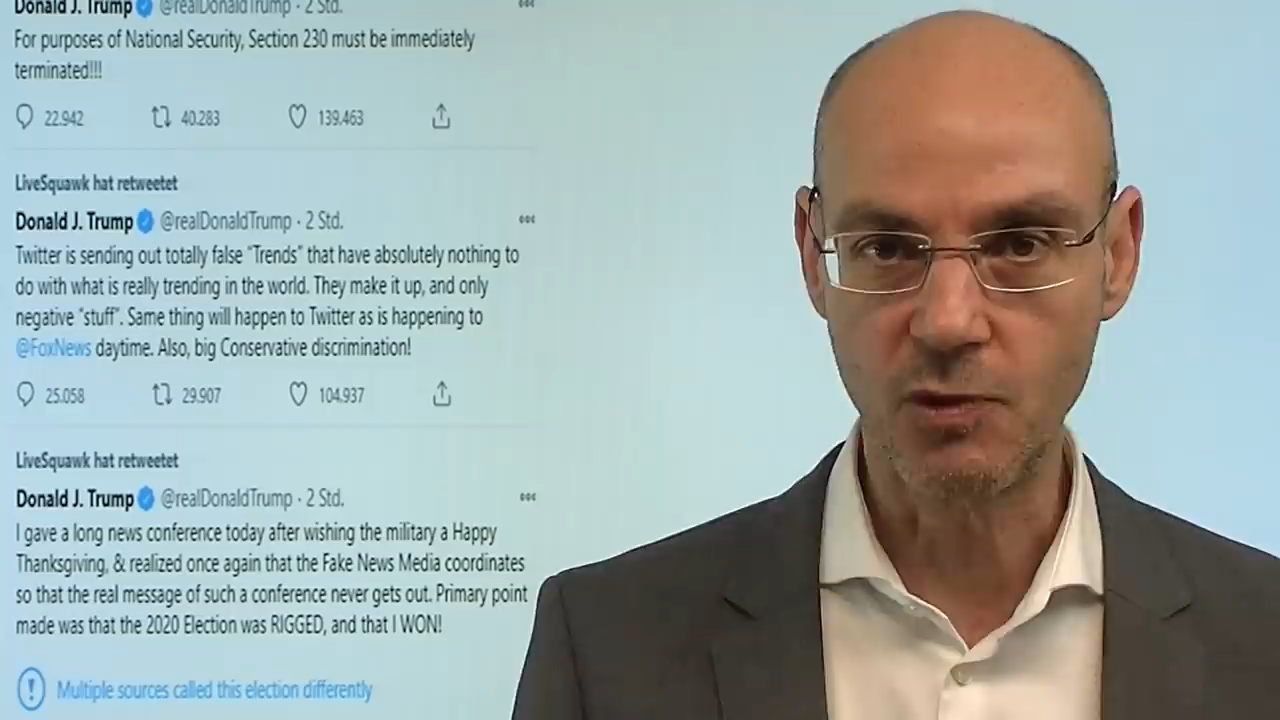 Donald J. Trump @realDonaldTrump · 2 Std.
For purposes of National Security, Section 230 must be immediately
terminated!!!
22.942 40.283 139.463
LiveSquawk hat retweetet
Donald J. Trump @realDonaldTrump · 2 Std.
Twitter is sending out totally false "Trends" that have absolutely nothing to
do with what is really trending in the world. They make it up, and only
negative "stuff". Same thing will happen to Twitter as is happening to
@FoxNews daytime. Also, big Conservative discrimination!
25.058 29.907 104.937
LiveSquawk hat retweetet
Donald J. Trump @realDonaldTrump · 2 Std.
I gave a long news conference today after wishing the military a Happy
Thanksgiving, & realized once again that the Fake News Media coordinates
so that the real message of such a conference never gets out. Primary point
made was that the 2020 Election was RIGGED, and that I WON!
Multiple sources called this election differently